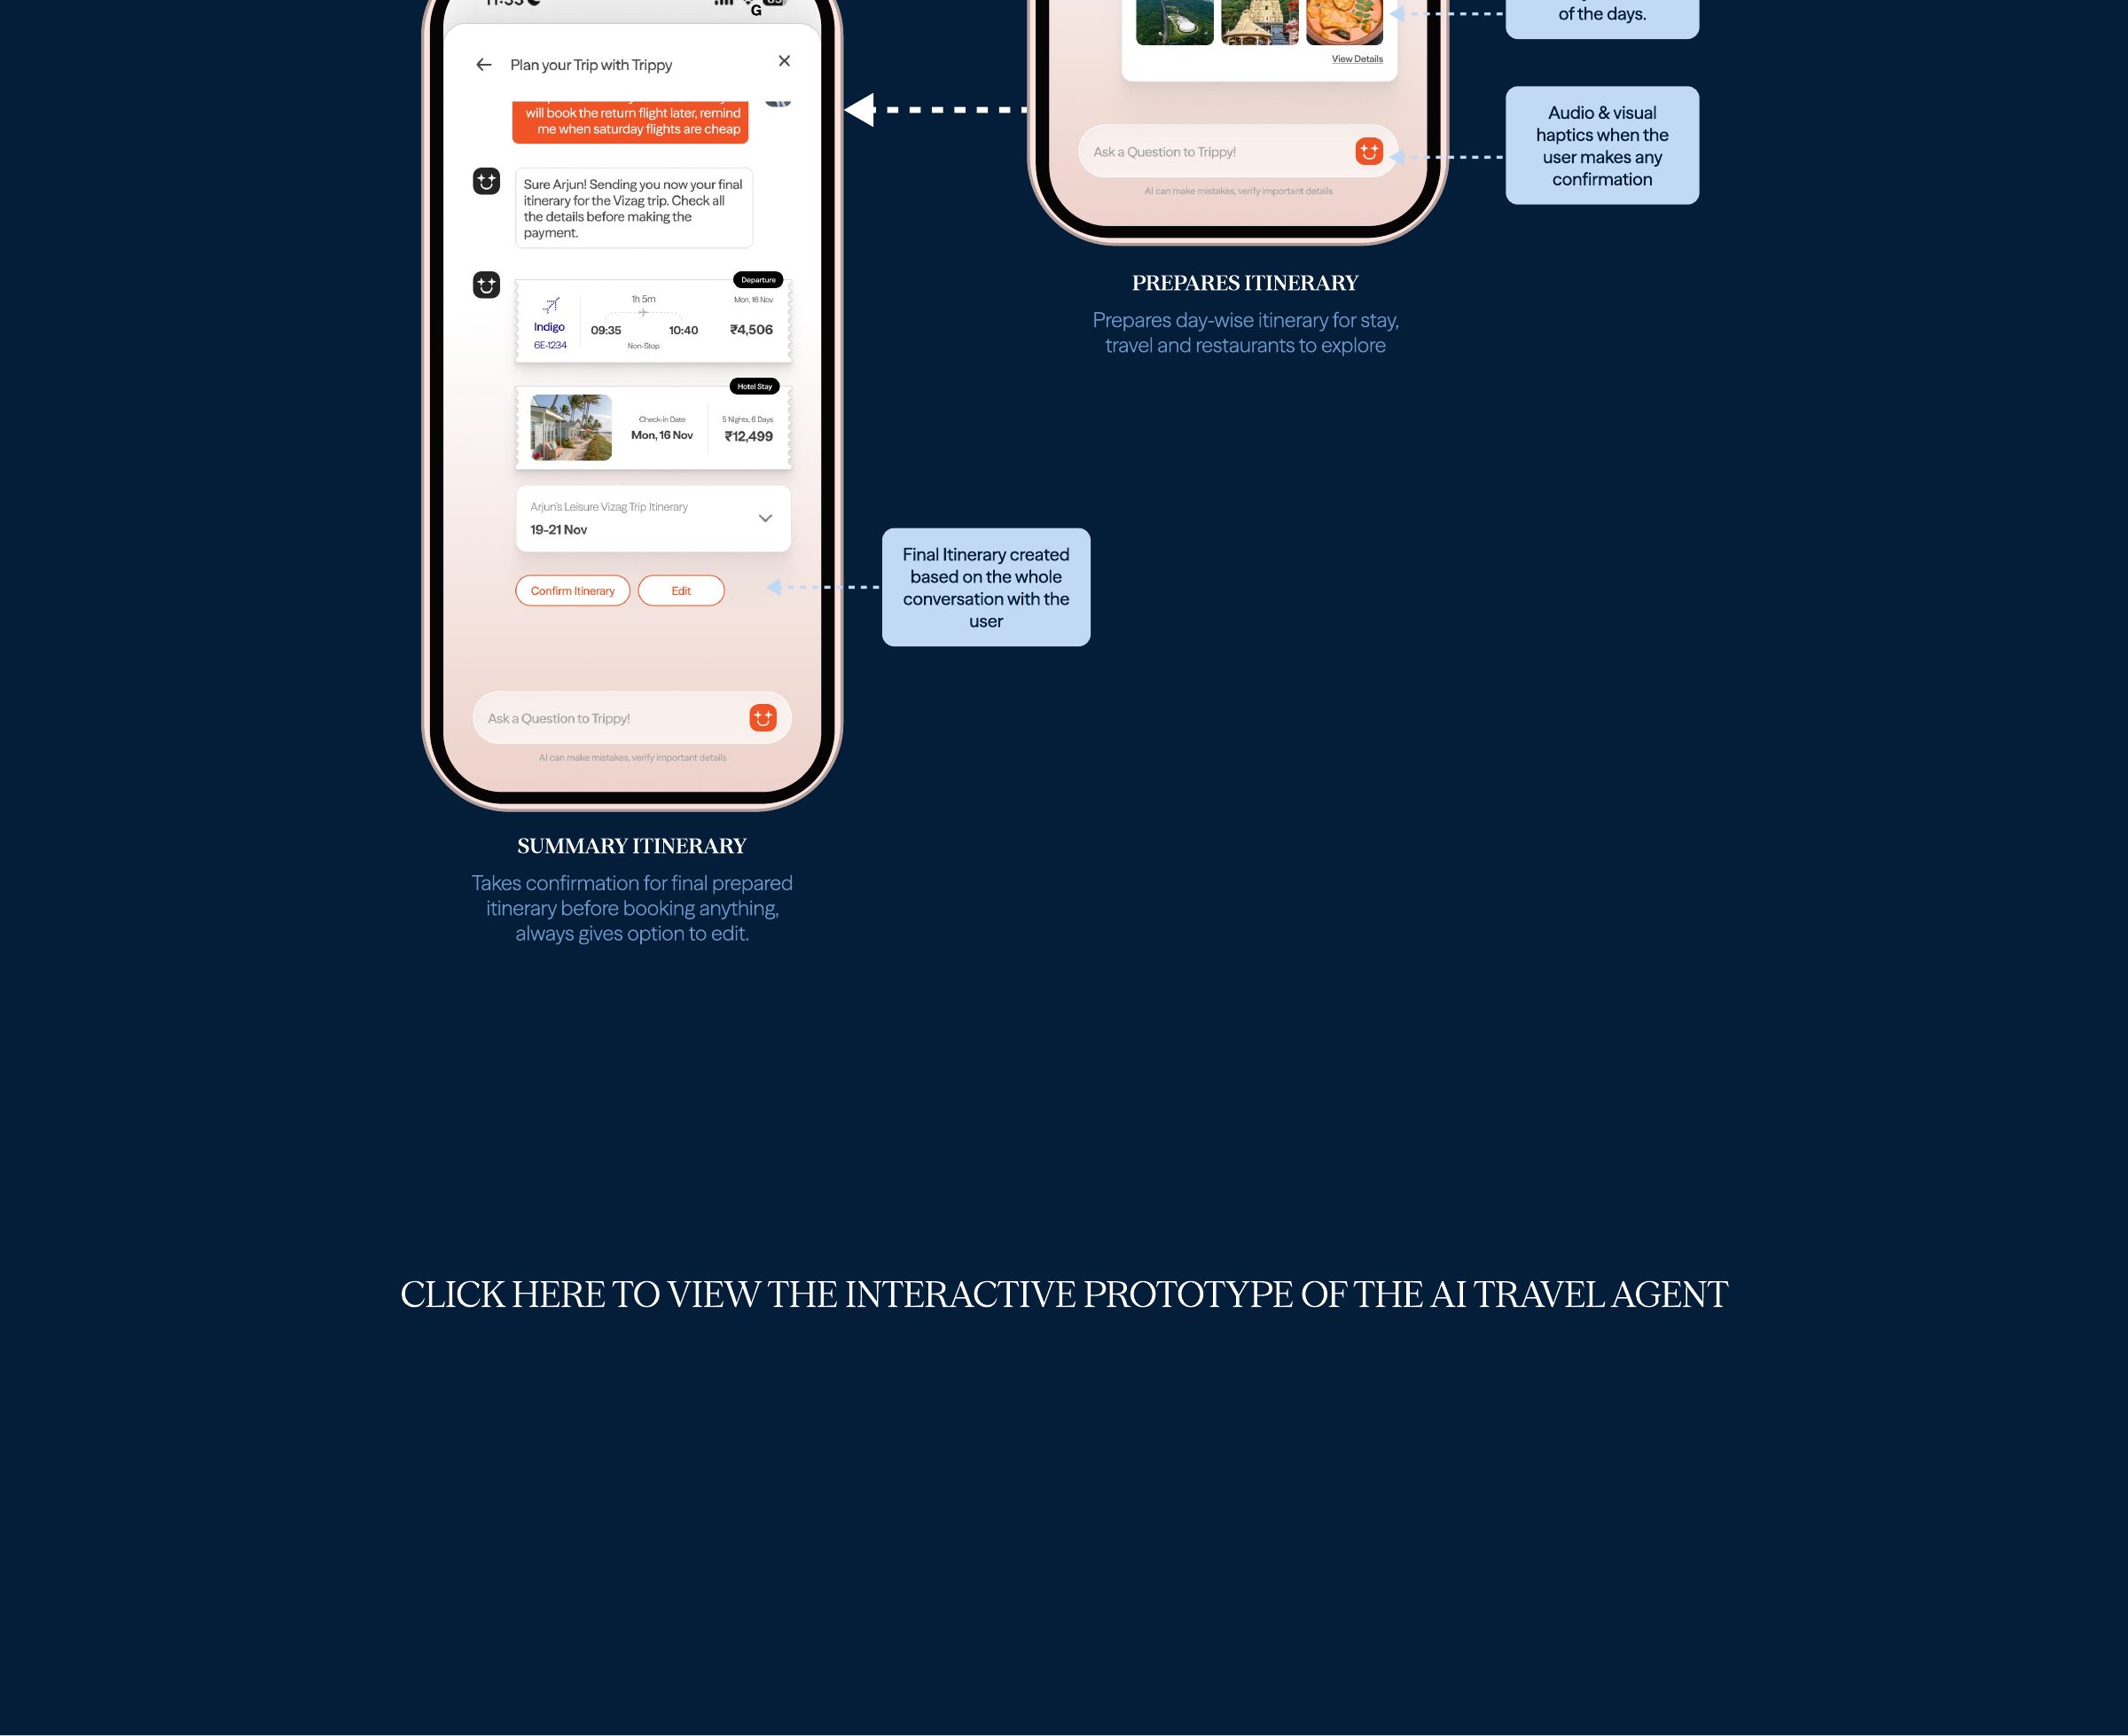 11:33
G
Plan your Trip with Trippy
will book the return flight later, remind
me when saturday flights are cheap
Sure Arjun! Sending you now your final
itinerary for the Vizag trip. Check all
the details before making the
payment.
Departure
Indigo
6E-1234
1h 5m
09:35
10:40
Non-Stop
Mon, 16 Nov
₹4,506
Hotel Stay
Check-in Date
Mon, 16 Nov
5 Nights, 6 Days
₹12,499
Arjun's Leisure Vizag Trip Itinerary
19-21 Nov
Confirm Itinerary
Edit
Ask a Question to Trippy!
AI can make mistakes, verify important details
SUMMARY ITINERARY
Takes confirmation for final prepared
itinerary before booking anything,
always gives option to edit.
Final Itinerary created
based on the whole
conversation with the
user
View Details
Ask a Question to Trippy!
AI can make mistakes, verify important details
PREPARES ITINERARY
Prepares day-wise itinerary for stay,
travel and restaurants to explore
of the days.
Audio & visual
haptics when the
user makes any
confirmation
CLICK HERE TO VIEW THE INTERACTIVE PROTOTYPE OF THE AI TRAVEL AGENT